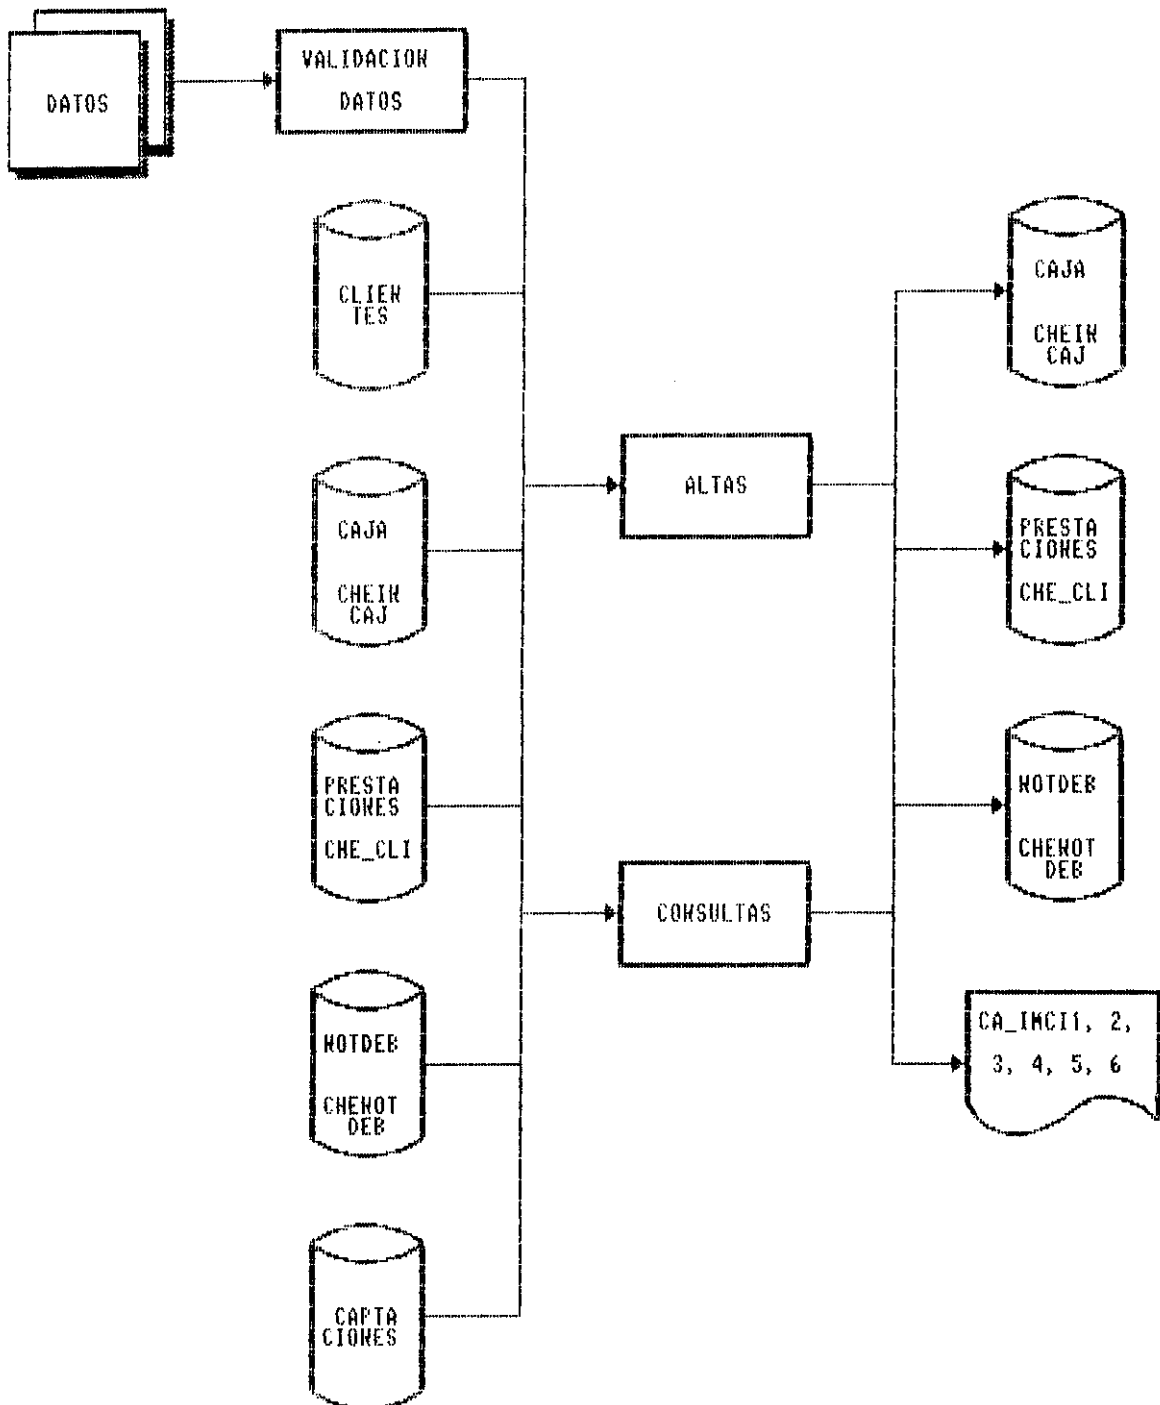 DATOS
VALIDACION
DATOS
CLIEN
TES
CAJA
CHEIN
CAJ
PRESTA
CIONES
CHE_CLI
NOTDEB
CHENOT
DEB
CAPTA
CIONES
ALTAS
CONSULTAS
CAJA
CHEIN
CAJ
PRESTA
CIONES
CHE_CLI
NOTDEB
CHENOT
DEB
CA_INCI1, 2,
3, 4, 5, 6